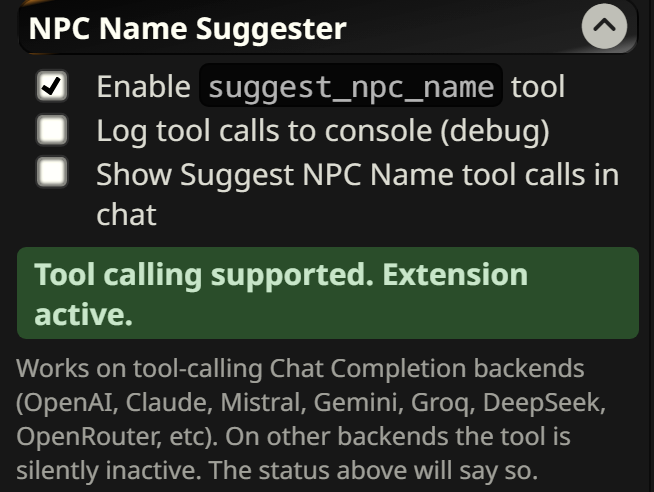 NPC Name Suggester
Enable suggest_npc_name tool
Log tool calls to console (debug)
Show Suggest NPC Name tool calls in
chat
Tool calling supported. Extension
active.
Works on tool-calling Chat Completion backends
(OpenAI, Claude, Mistral, Gemini, Groq, DeepSeek,
OpenRouter, etc). On other backends the tool is
silently inactive. The status above will say so.